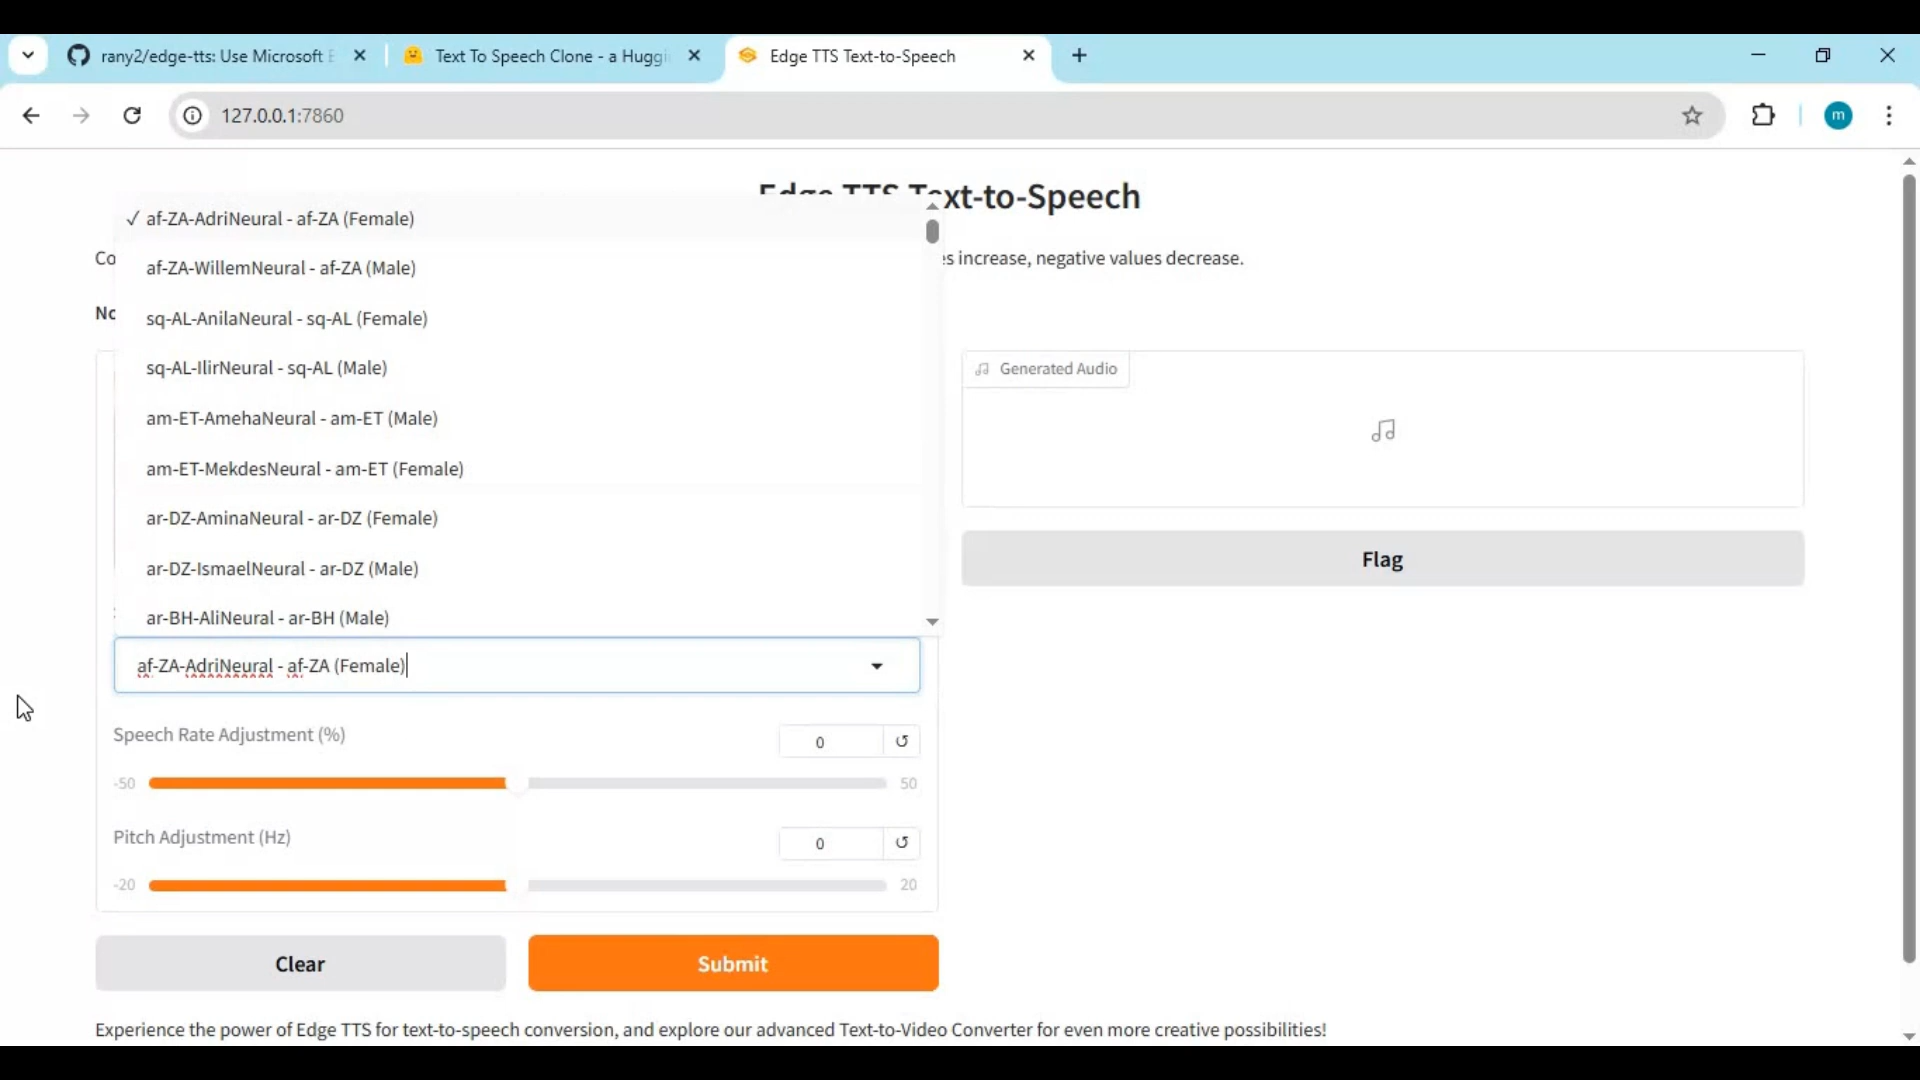 rany2/edge-tts: Use Microsoft E
Text To Speech Clone - a Huggi
Edge TTS Text-to-Speech
127.0.0.1:7860
m
Edge TTS Text-to-Speech
Co
s increase, negative values decrease.
No
✓ af-ZA-AdriNeural - af-ZA (Female)
af-ZA-WillemNeural - af-ZA (Male)
sq-AL-AnilaNeural - sq-AL (Female)
sq-AL-IlirNeural - sq-AL (Male)
am-ET-AmehaNeural - am-ET (Male)
am-ET-MekdesNeural - am-ET (Female)
ar-DZ-AminaNeural - ar-DZ (Female)
ar-DZ-IsmaelNeural - ar-DZ (Male)
ar-BH-AliNeural - ar-BH (Male)
af-ZA-AdriNeural - af-ZA (Female)
Speech Rate Adjustment (%)
0
-50
50
Pitch Adjustment (Hz)
0
-20
20
Clear
Submit
Generated Audio
Flag
Experience the power of Edge TTS for text-to-speech conversion, and explore our advanced Text-to-Video Converter for even more creative possibilities!